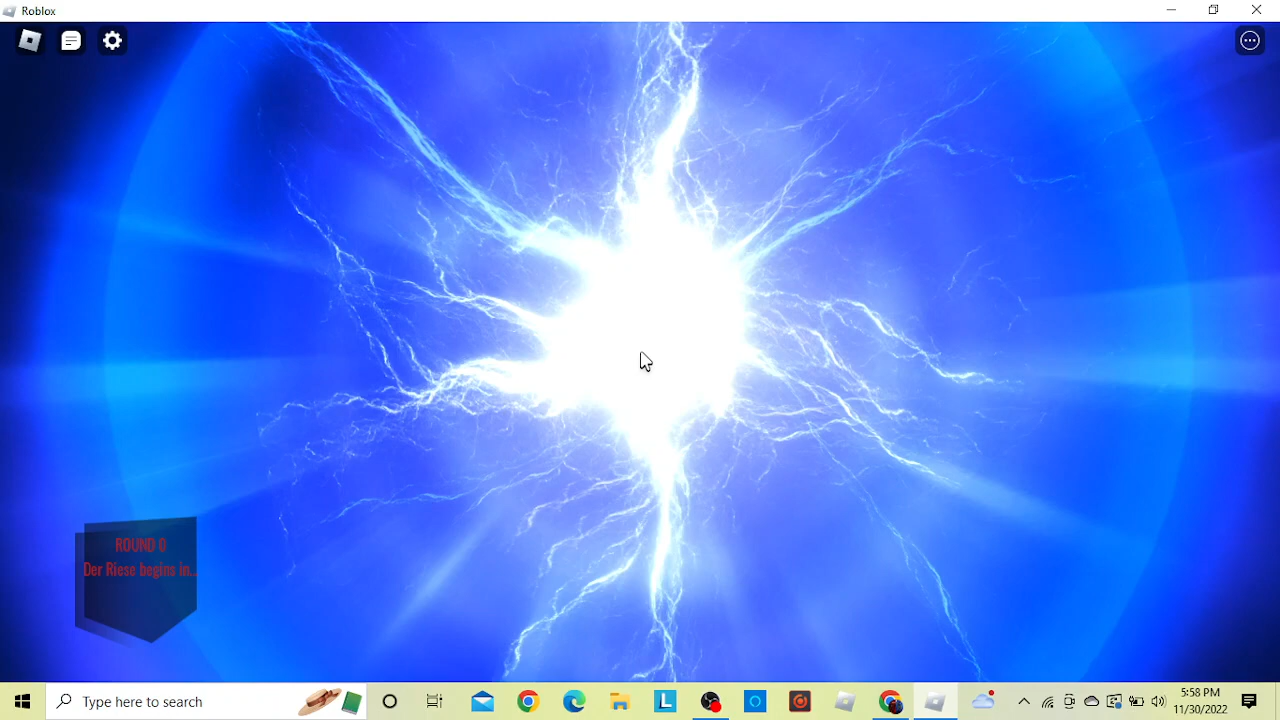 Roblox
ROUND 0
Der Riese begins in...
Type here to search
L
5:58 PM
11/30/2022